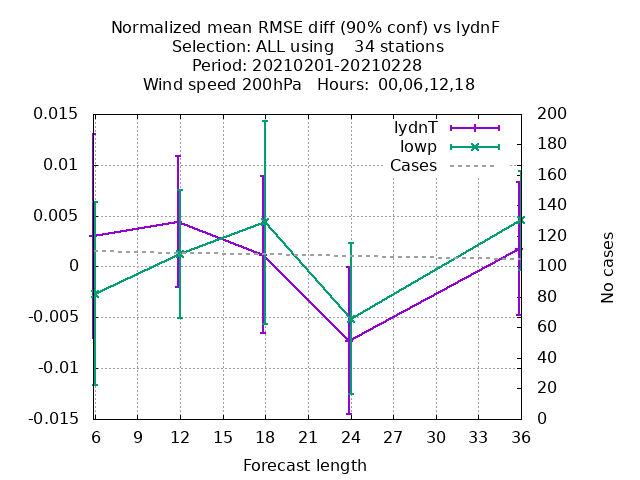 Normalized mean RMSE diff (90% conf) vs lydnF
Selection: ALL using    34 stations
Period: 20210201-20210228
Wind speed 200hPa   Hours:  00,06,12,18
0.015
0.01
0.005
0
-0.005
-0.01
-0.015
200
180
160
140
120
100
80
60
40
20
0
lydnT
lowp
Cases
No cases
6 9 12 15 18 21 24 27 30 33 36
Forecast length